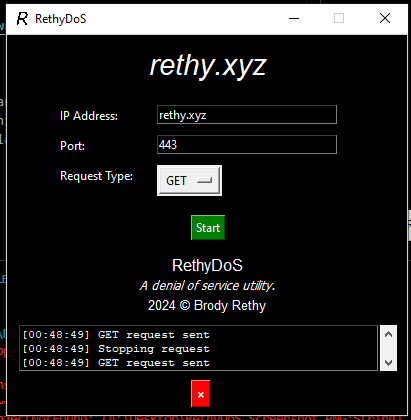 RethyDoS
rethy.xyz
IP Address: rethy.xyz
Port: 443
Request Type: GET
Start
RethyDoS
A denial of service utility.
2024 © Brody Rethy
[00:48:49] GET request sent
[00:48:49] Stopping request
[00:48:49] GET request sent
×